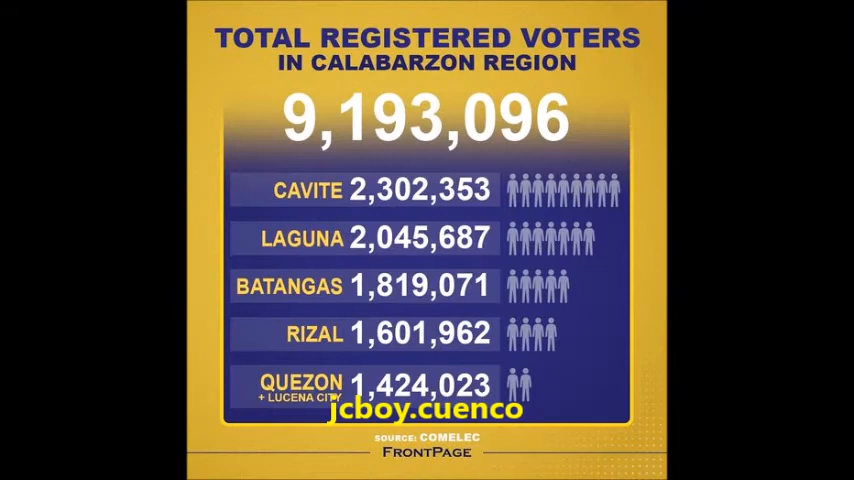 TOTAL REGISTERED VOTERS
IN CALABARZON REGION
9,193,096
CAVITE 2,302,353
LAGUNA 2,045,687
BATANGAS 1,819,071
RIZAL 1,601,962
QUEZON 1,424,023
+ LUCENA CITY
jcboy.cuenco
SOURCE: COMELEC
FRONTPAGE